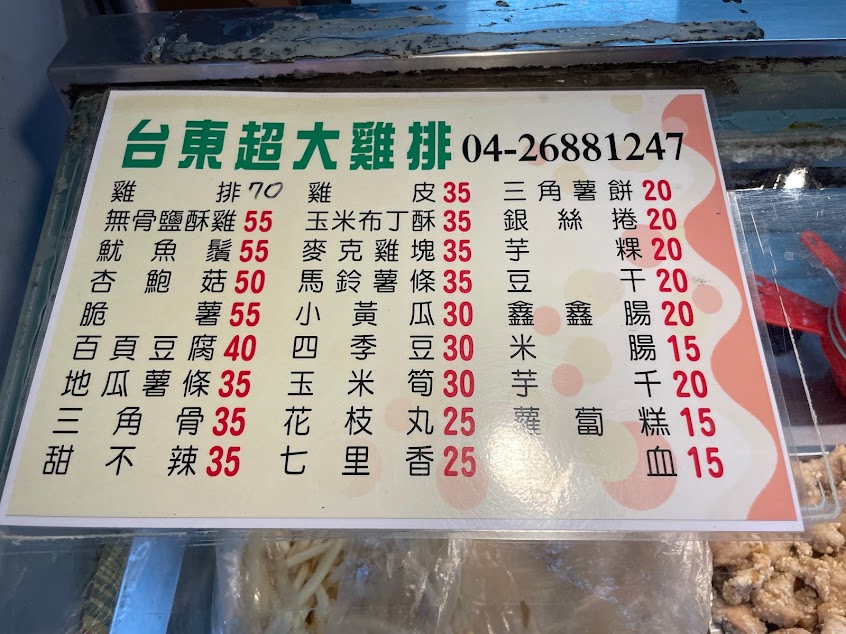 台東超大雞排 04-26881247
雞排 70 雞皮 35 三角薯餅 20
無骨鹽酥雞 55 玉米布丁酥 35 銀絲捲 20
魷魚鬚 55 麥克雞塊 35 芋粿 20
杏鮑菇 50 馬鈴薯條 35 豆干 20
脆薯 55 小黃瓜 30 鑫鑫腸 20
百頁豆腐 40 四季豆 30 米腸 15
地瓜薯條 35 玉米筍 30 芋千 20
三角骨 35 花枝丸 25 蘿蔔糕 15
甜不辣 35 七里香 25 血 15